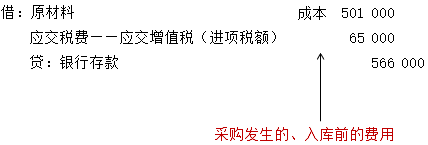 借：原材料 成本 501 000
应交税费——应交增值税（进项税额） 65 000
贷：银行存款 566 000
采购发生的、入库前的费用